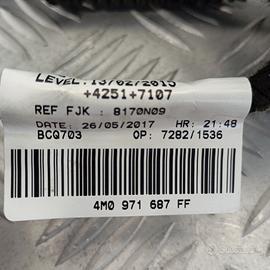 LEVEL:13/02/2015
+4251+7107
REF FJK : 8170N09
DATE: 26/05/2017 HR: 21:48
BCQ703 OP: 7282/1536
4M0 971 687 FF